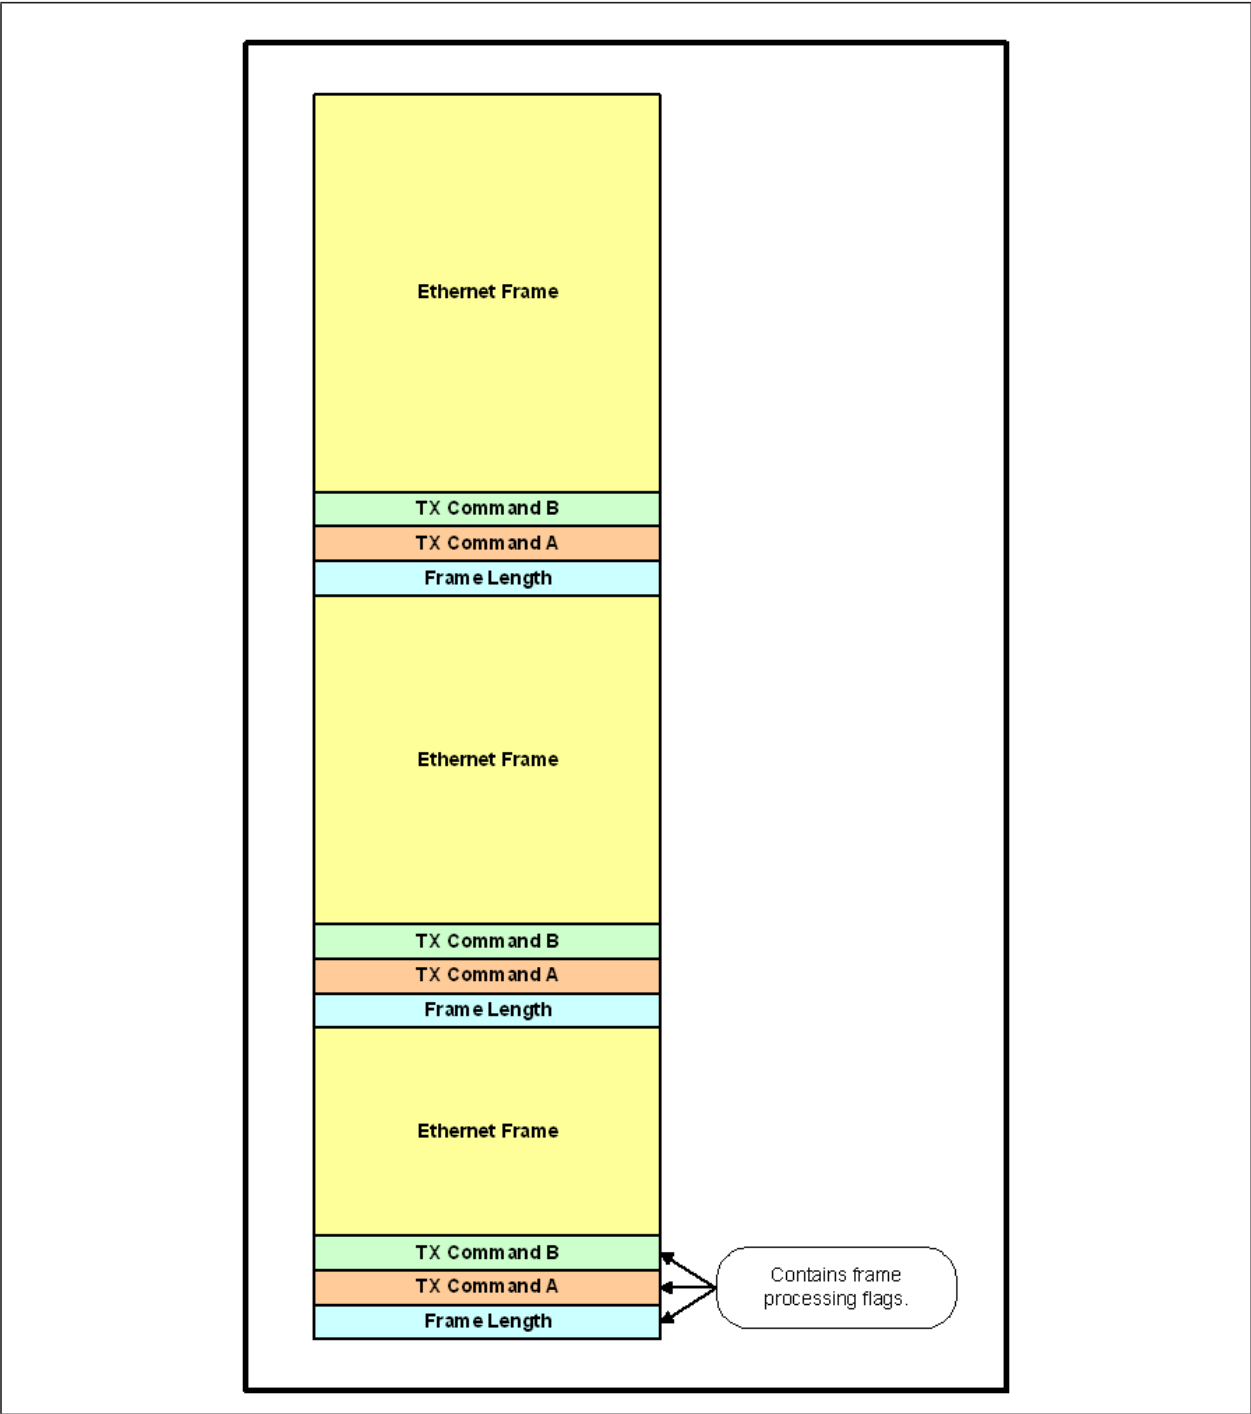 Ethernet Frame
TX Command B
TX Command A
Frame Length
Ethernet Frame
TX Command B
TX Command A
Frame Length
Ethernet Frame
TX Command B
TX Command A
Frame Length
Contains frame
processing flags.